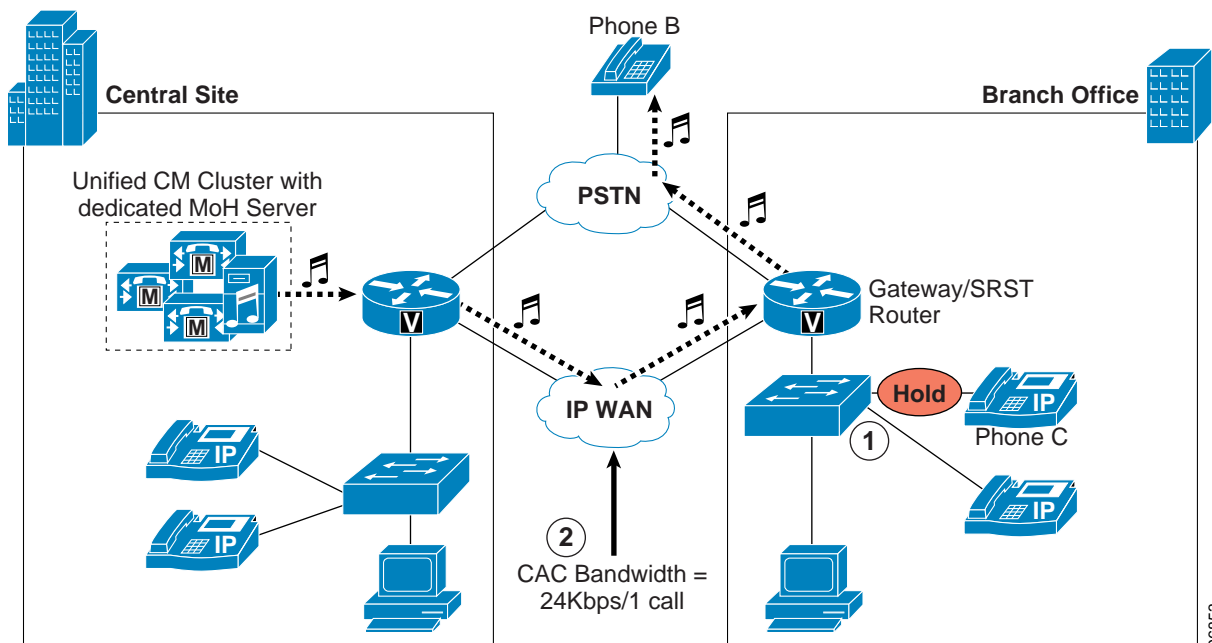 Phone B
Central Site
Branch Office
Unified CM Cluster with
dedicated MoH Server
M
M
M
PSTN
V
V
Gateway/SRST
Router
IP WAN
Hold
IP
Phone C
1
IP
IP
IP
2
CAC Bandwidth =
24Kbps/1 call